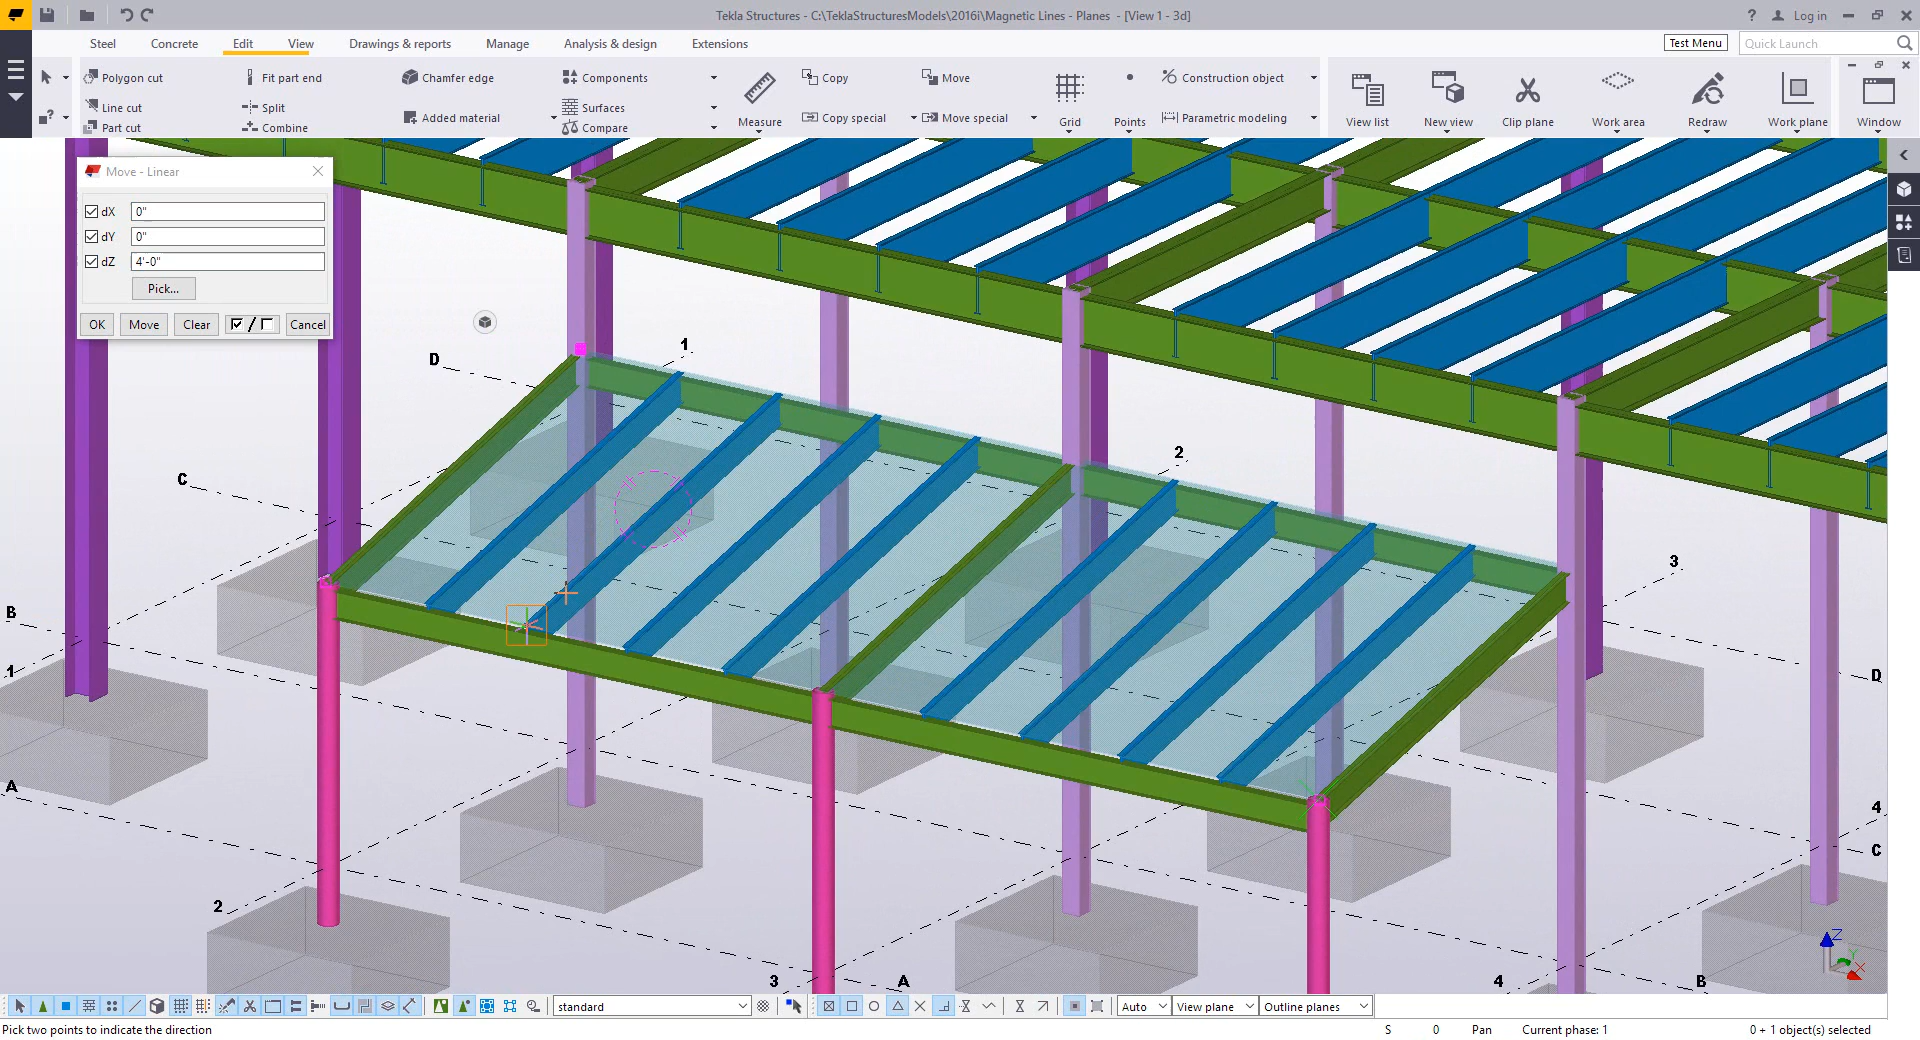 Tekla Structures - C:\TeklaStructuresModels\2016i\Magnetic Lines - Planes - [View 1 - 3d]
? Log in
Steel Concrete Edit View Drawings & reports Manage Analysis & design Extensions
Test Menu Quick Launch
Polygon cut Fit part end Chamfer edge Components Copy Move Construction object
Line cut Split Surfaces
Added material Copy special Move special Parametric modeling
Part cut Combine Compare
Measure Grid Points View list New view Clip plane Work area Redraw Work plane Window
Move - Linear
dX 0"
dY 0"
dZ 4'-0"
Pick...
OK Move Clear / Cancel
1
D
2
C
3
B
1
D
A
4
C
2
Z
Y
X
3 A 4 B
standard Auto View plane Outline planes
Pick two points to indicate the direction S 0 Pan Current phase: 1 0 + 1 object(s) selected